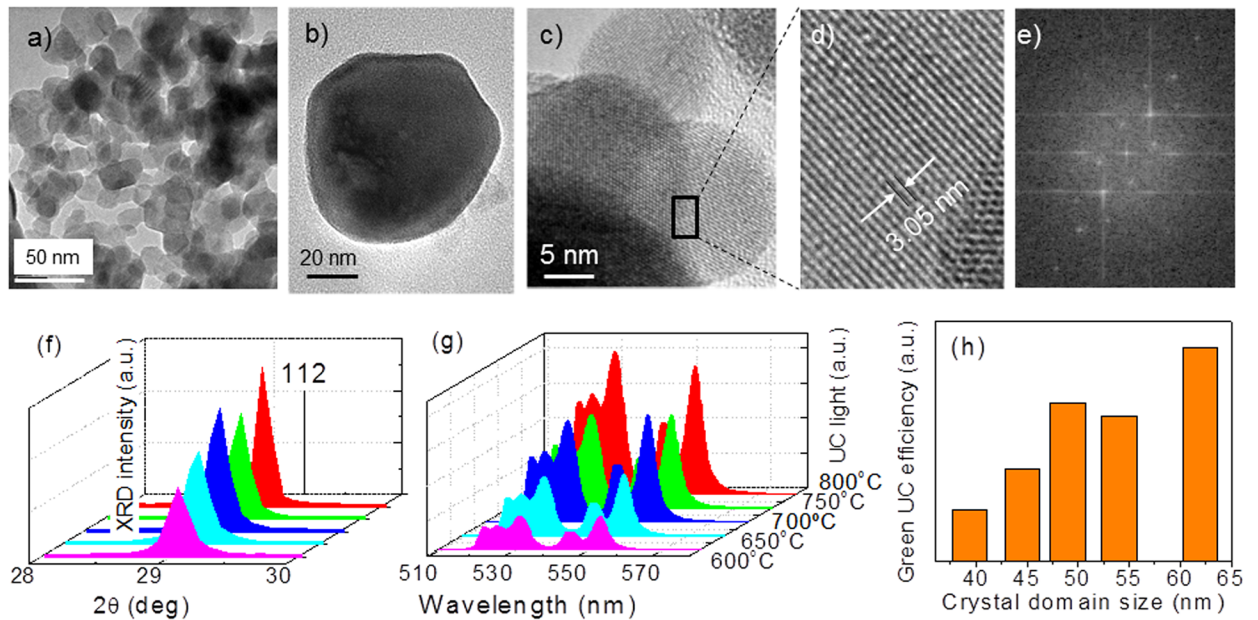 a)
b)
c)
d)
e)
3.05 nm
50 nm
20 nm
5 nm
(f)
(g)
(h)
XRD intensity (a.u.)
112
UC light (a.u.)
Green UC efficiency (a.u.)
800°C
750°C
700ºC
650°C
600°C
28
29
30
510
530
550
570
40
45
50
55
60
65
2θ (deg)
Wavelength (nm)
Crystal domain size (nm)